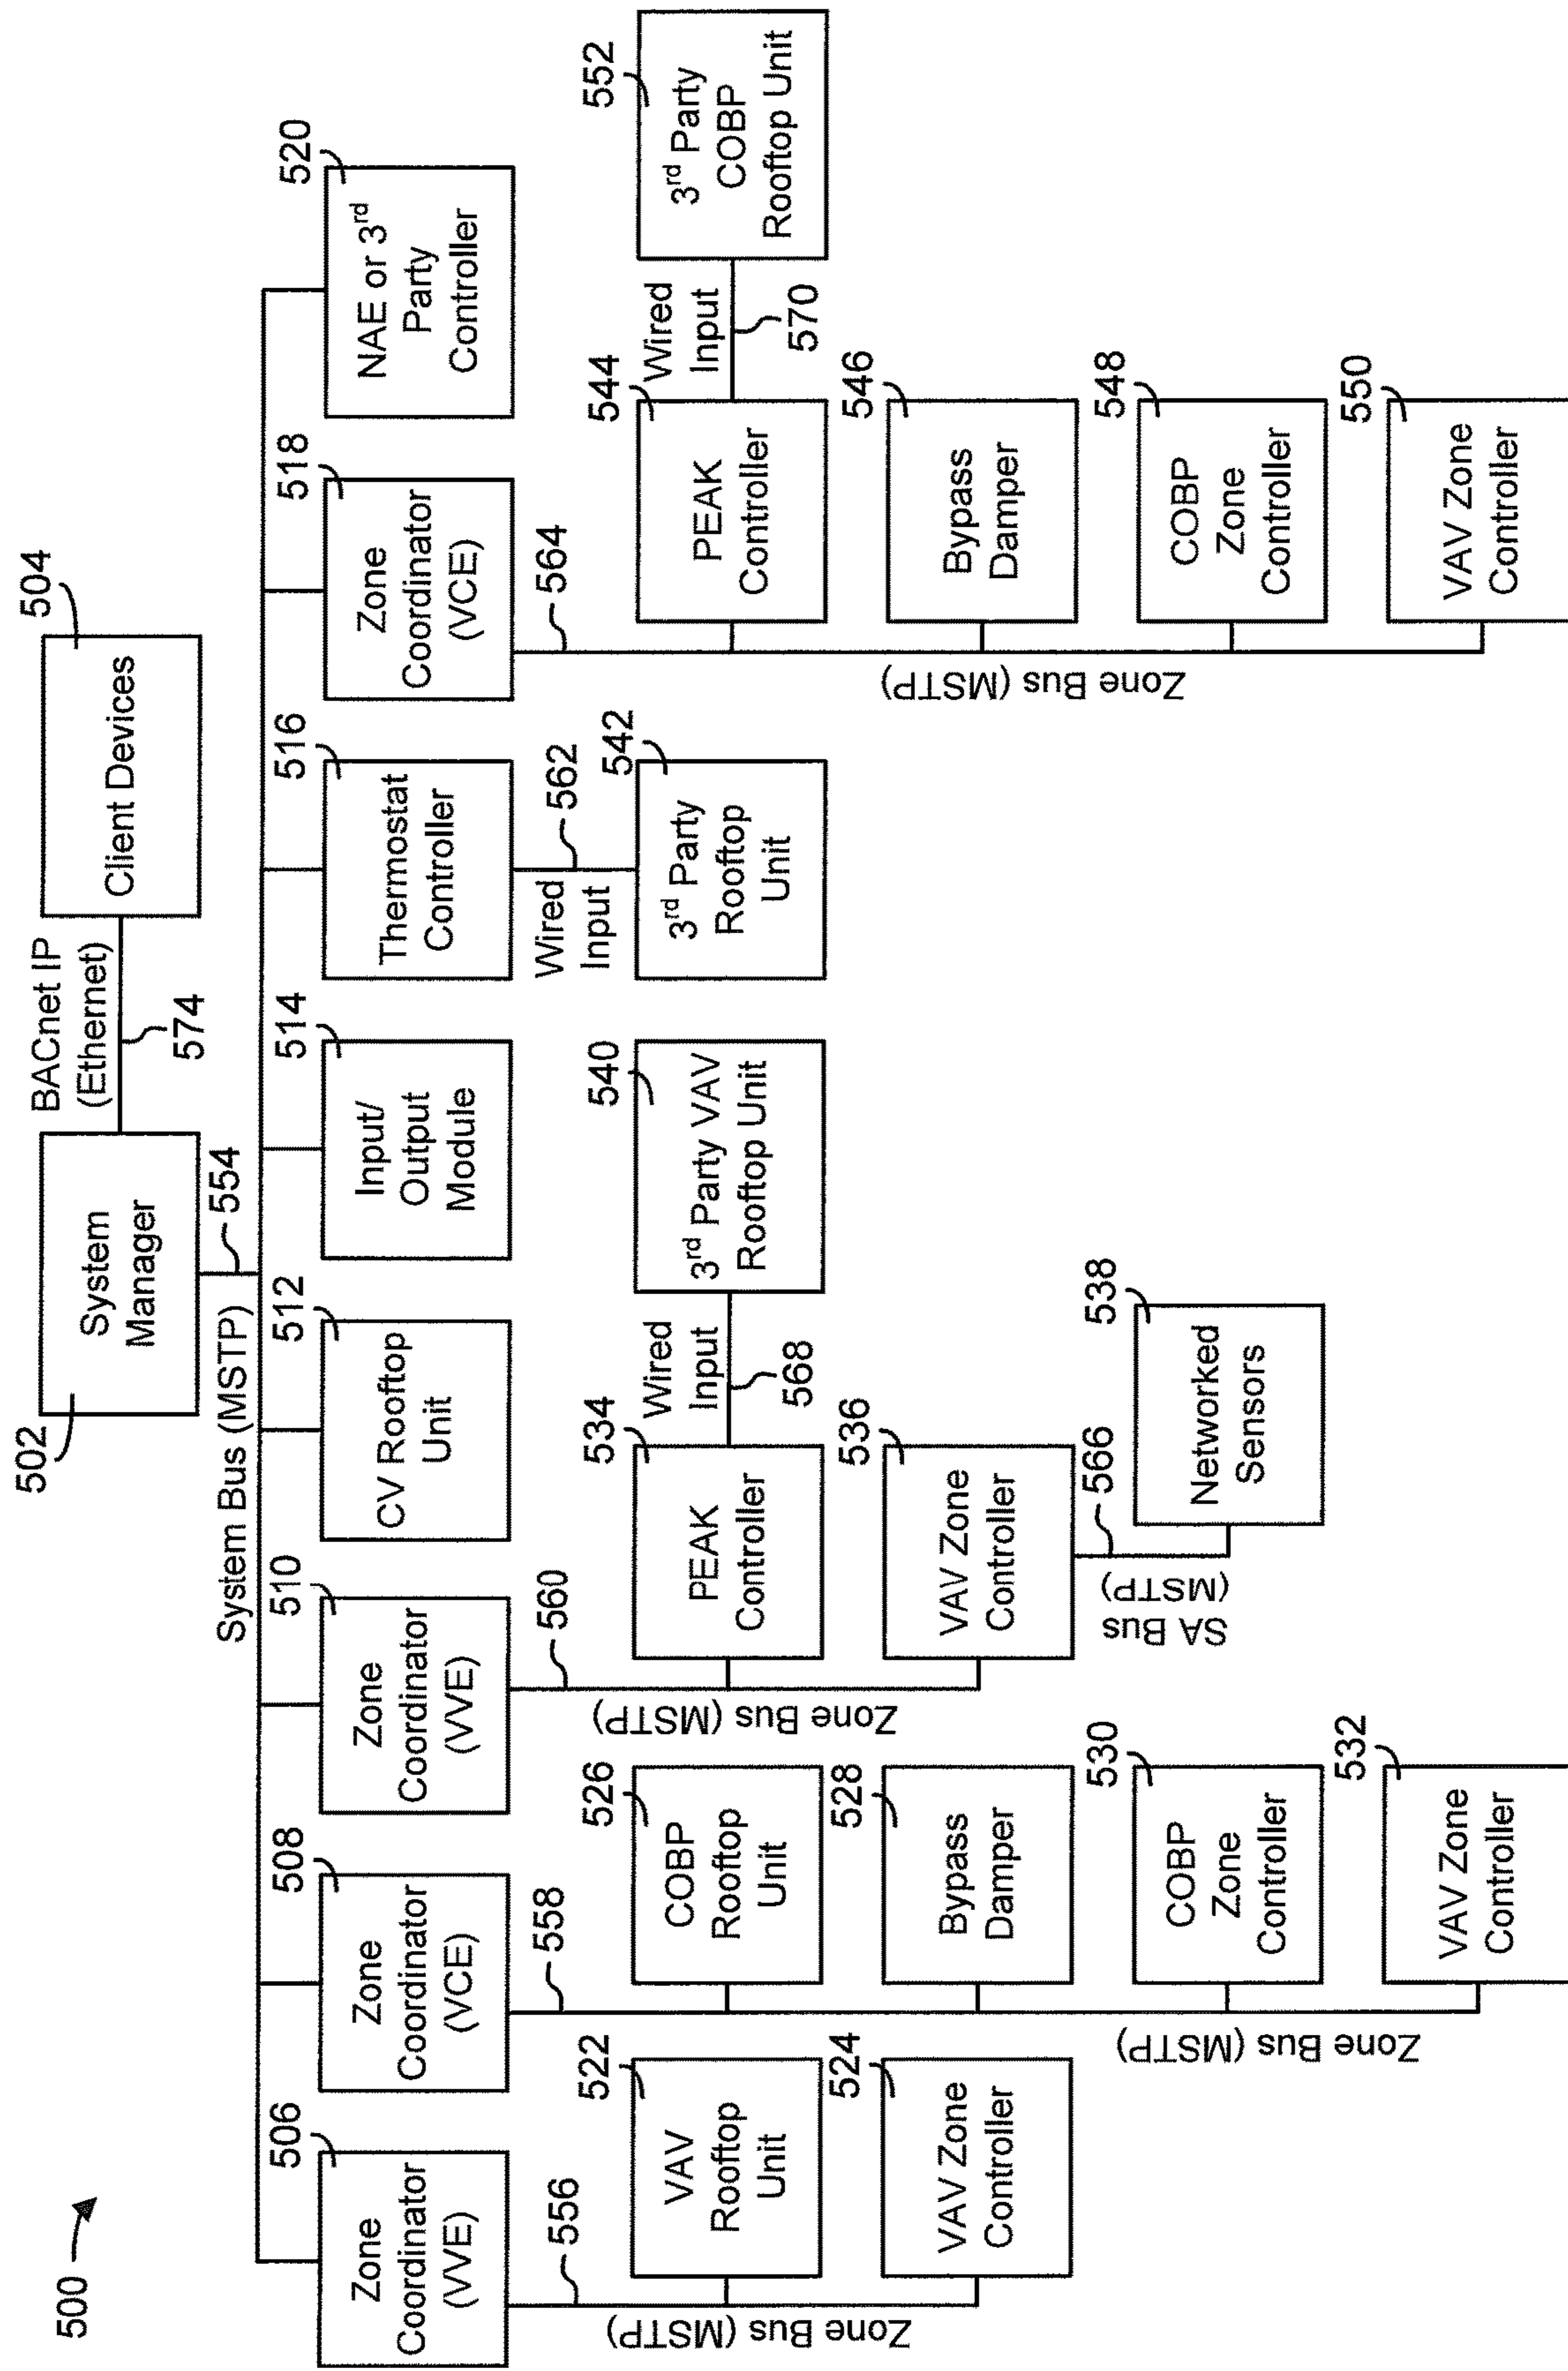 500
502
System
Manager
BACnet IP
(Ethernet)
574
504
Client Devices
554
System Bus (MSTP)
506
Zone
Coordinator
(VVE)
508
Zone
Coordinator
(VCE)
510
Zone
Coordinator
(VVE)
512
CV Rooftop
Unit
514
Input/
Output
Module
516
Thermostat
Controller
518
Zone
Coordinator
(VCE)
520
NAE or 3rd
Party
Controller
556
Zone Bus (MSTP)
522
VAV
Rooftop
Unit
524
VAV Zone
Controller
558
Zone Bus (MSTP)
526
COBP
Rooftop
Unit
528
Bypass
Damper
530
COBP
Zone
Controller
532
VAV Zone
Controller
560
Zone Bus (MSTP)
534
PEAK
Controller
Wired
Input
568
540
3rd Party VAV
Rooftop Unit
536
VAV Zone
Controller
566
SA Bus
(MSTP)
538
Networked
Sensors
Wired
Input
562
542
3rd Party
Rooftop
Unit
564
Zone Bus (MSTP)
544
PEAK
Controller
Wired
Input
570
552
3rd Party
COBP
Rooftop Unit
546
Bypass
Damper
548
COBP
Zone
Controller
550
VAV Zone
Controller